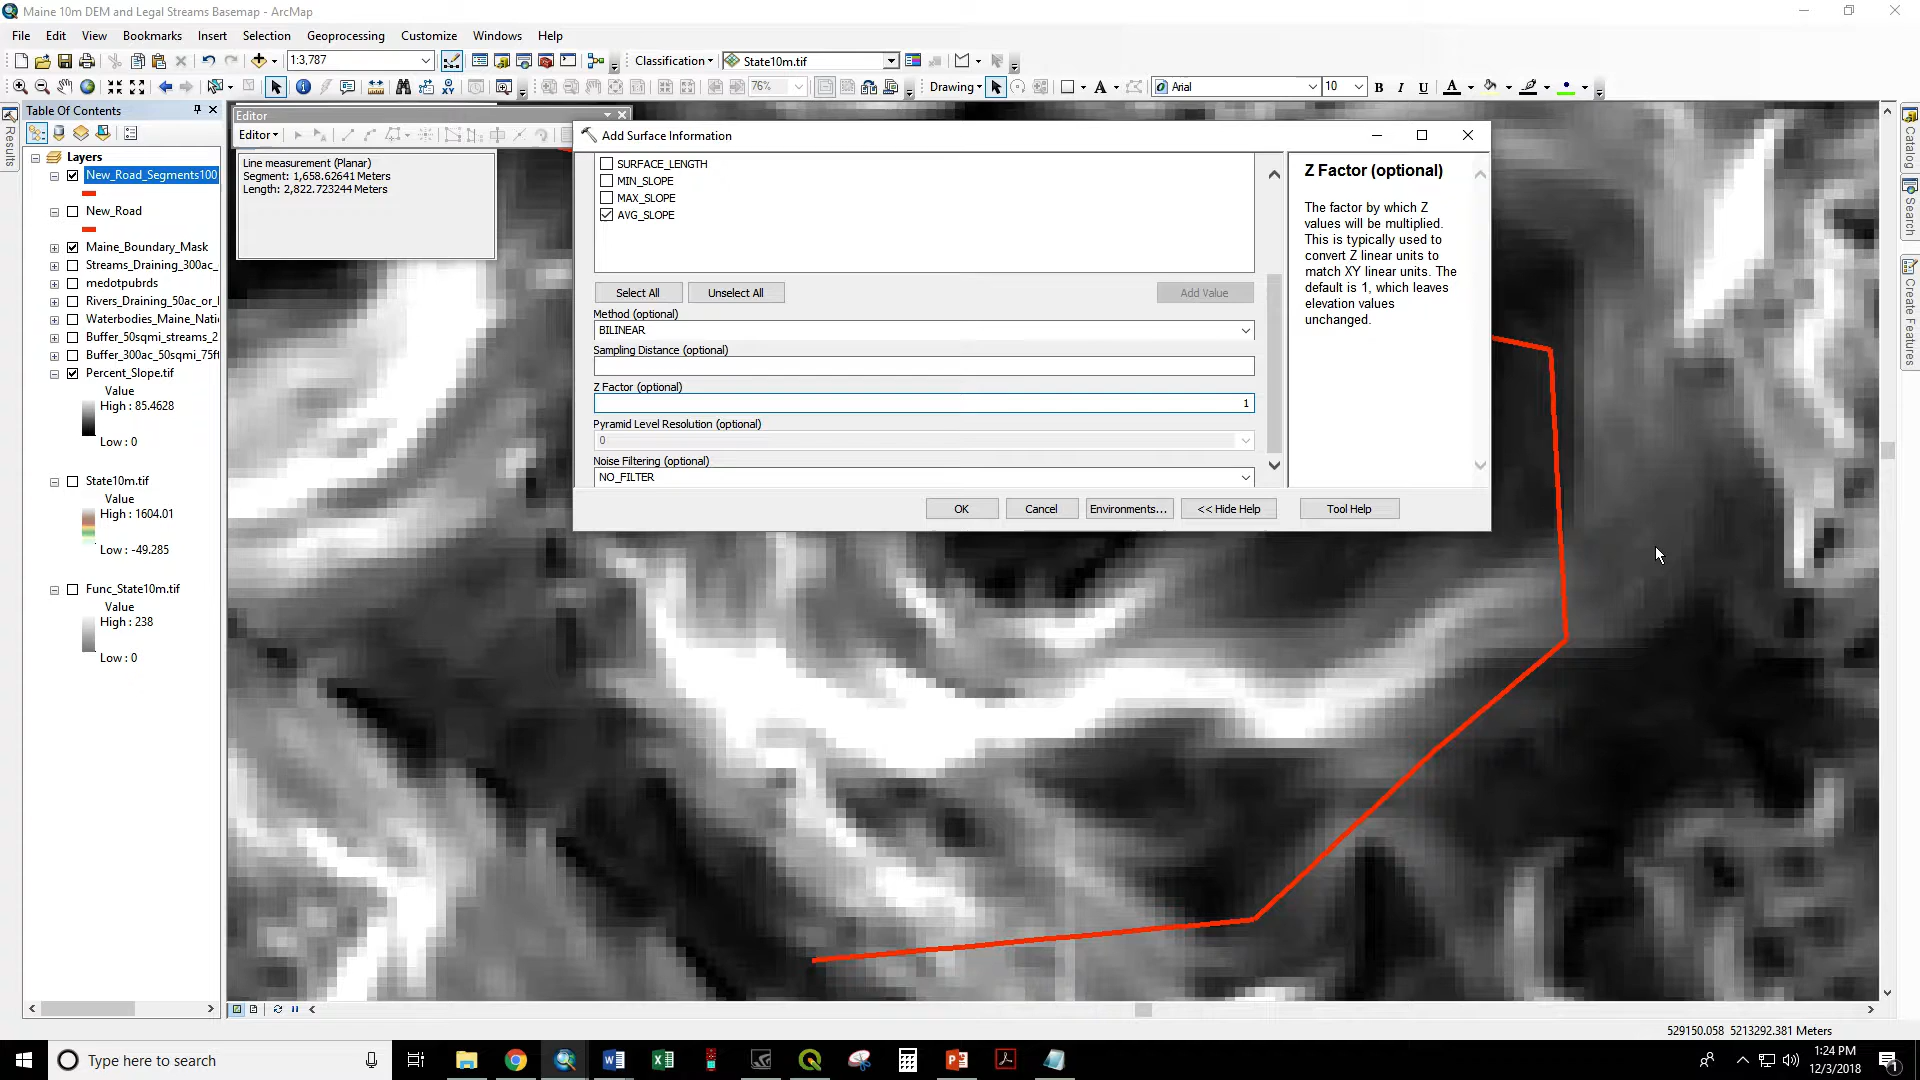 Maine 10m DEM and Legal Streams Basemap - ArcMap
File Edit View Bookmarks Insert Selection Geoprocessing Customize Windows Help
1:3,787
Classification
State10m.tif
76%
Drawing
Arial
10
B I U A
Table Of Contents
Layers
New_Road_Segments100
New_Road
Maine_Boundary_Mask
Streams_Draining_300ac_
medotpubrds
Rivers_Draining_50ac_or_l
Waterbodies_Maine_Nati
Buffer_50sqmi_streams_2
Buffer_300ac_50sqmi_75ft
Percent_Slope.tif
Value
High : 85.4628
Low : 0
State10m.tif
Value
High : 1604.01
Low : -49.285
Func_State10m.tif
Value
High : 238
Low : 0
Results
Editor
Editor
Line measurement (Planar)
Segment: 1,658.62641 Meters
Length: 2,822.723244 Meters
Add Surface Information
SURFACE_LENGTH
MIN_SLOPE
MAX_SLOPE
AVG_SLOPE
Select All
Unselect All
Add Value
Method (optional)
BILINEAR
Sampling Distance (optional)
Z Factor (optional)
1
Pyramid Level Resolution (optional)
0
Noise Filtering (optional)
NO_FILTER
OK
Cancel
Environments...
<< Hide Help
Tool Help
Z Factor (optional)
The factor by which Z
values will be multiplied.
This is typically used to
convert Z linear units to
match XY linear units. The
default is 1, which leaves
elevation values
unchanged.
Catalog
Search
Create Features
529150.058 5213292.381 Meters
Type here to search
1:24 PM
12/3/2018
1